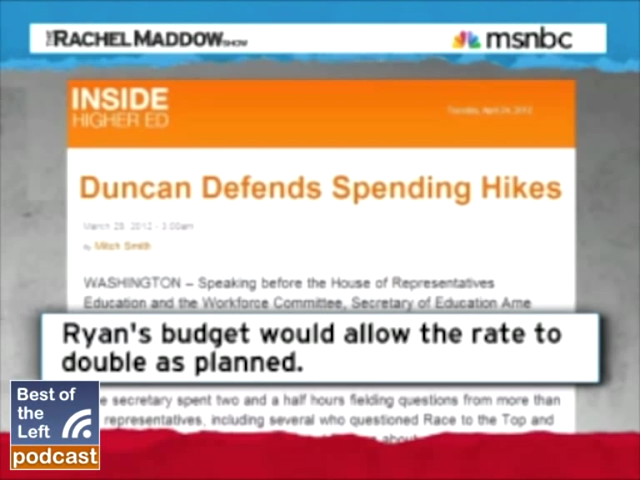 THE RACHEL MADDOW SHOW
msnbc
INSIDE
HIGHER ED
Tuesday, April 24, 2012
Duncan Defends Spending Hikes
March 28, 2012 - 3:00am
By Mitch Smith
WASHINGTON – Speaking before the House of Representatives
Education and the Workforce Committee, Secretary of Education Arne
Ryan's budget would allow the rate to
double as planned.
secretary spent two and a half hours fielding questions from more than
representatives, including several who questioned Race to the Top and
about
Best of
the
Left
podcast